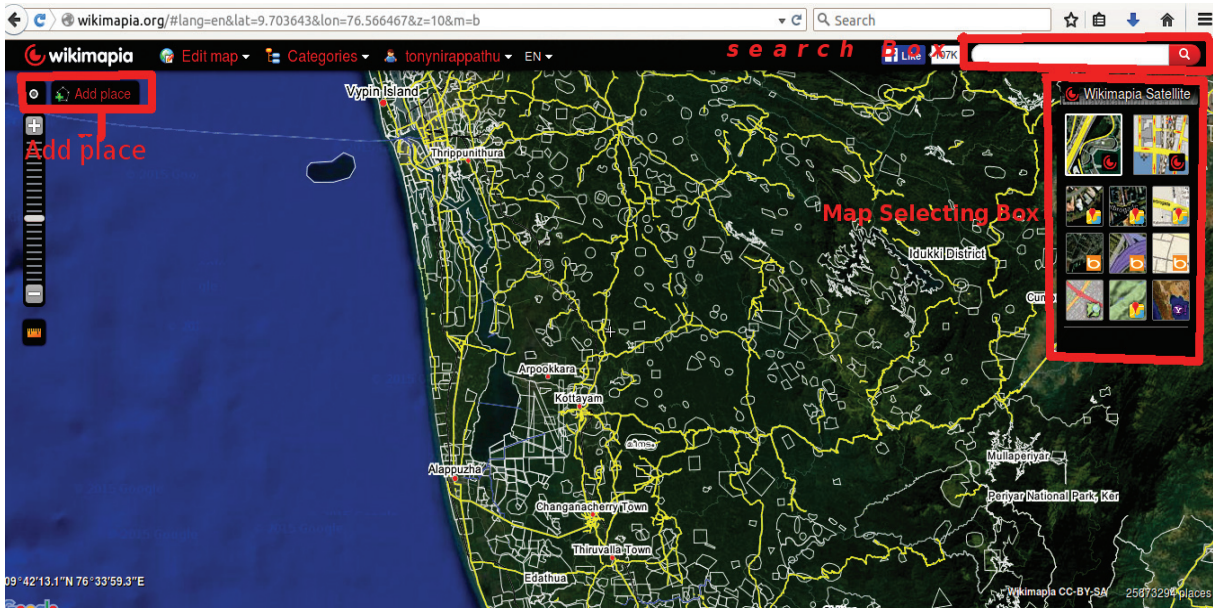 wikimapia.org/#lang=en&lat=9.703643&lon=76.566467&z=10&m=b
Search
wikimapia
Edit map
Categories
tonynirappathu
EN
Like
107K
search Box
Add place
Wikimapia Satellite
Add place
Vypin Island
Thrippunithura
Map Selecting Box
Idukki District
Arpookkara
Kottayam
Mullaperiyar
Alappuzha
Periyar National Park, Ker
Changanacherry Town
Thiruvalla Town
Edathua
09°42'13.1"N 76°33'59.3"E
Google
Wikimapia CC-BY-SA
25873294 places